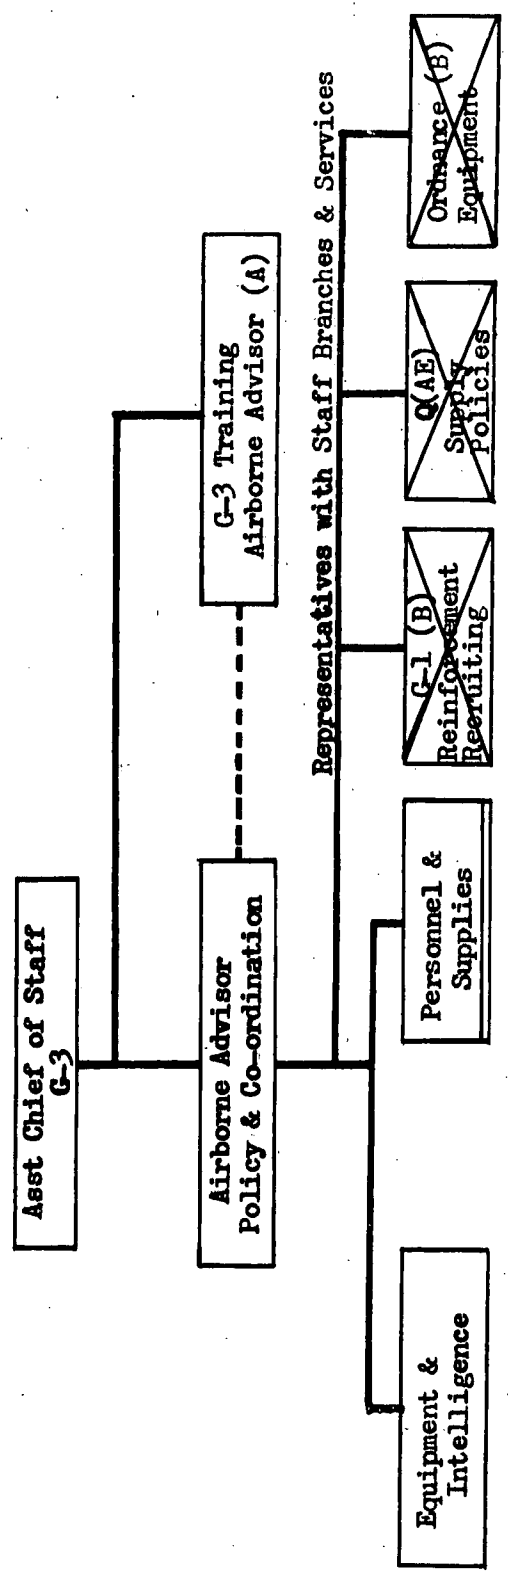 Asst Chief of Staff
G-3
Airborne Advisor
Policy & Co-ordination
G-3 Training
Airborne Advisor (A)
Representatives with Staff Branches & Services
Equipment &
Intelligence
Personnel &
Supplies
G-1 (B)
Reinforcement
Recruiting
Q(AE)
Supply
Policies
Ordnance (B)
Equipment